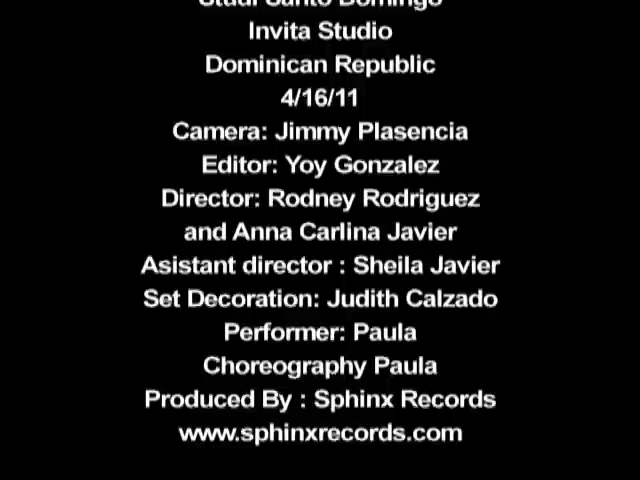 Studi Santo Domingo
Invita Studio
Dominican Republic
4/16/11
Camera: Jimmy Plasencia
Editor: Yoy Gonzalez
Director: Rodney Rodriguez
and Anna Carlina Javier
Asistant director : Sheila Javier
Set Decoration: Judith Calzado
Performer: Paula
Choreography Paula
Produced By : Sphinx Records
www.sphinxrecords.com